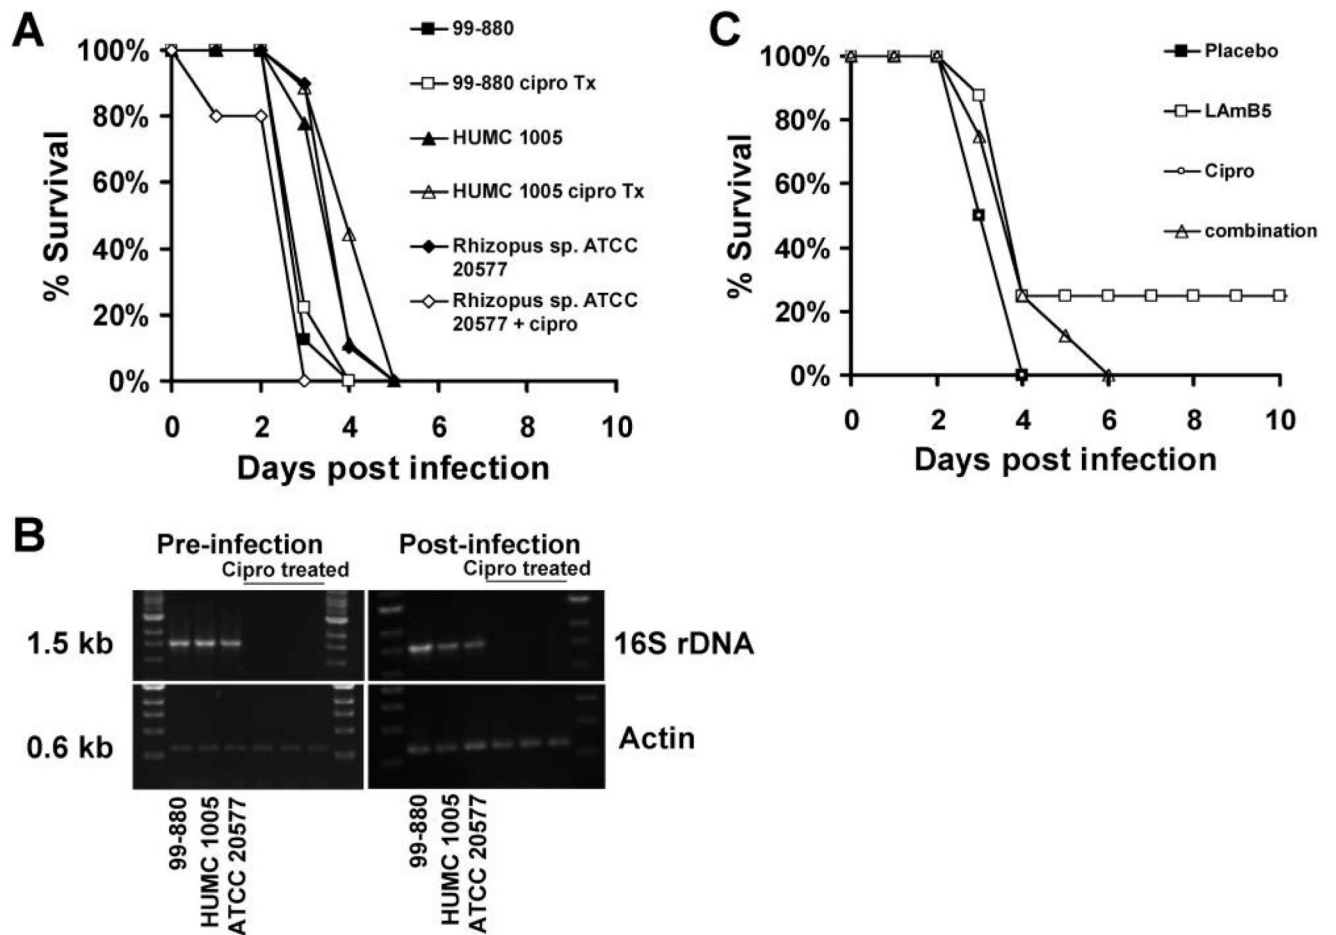 A
100%
80%
60%
40%
20%
0%
% Survival
0 2 4 6 8 10
Days post infection
99-880
99-880 cipro Tx
HUMC 1005
HUMC 1005 cipro Tx
Rhizopus sp. ATCC
20577
Rhizopus sp. ATCC
20577 + cipro
C
100%
80%
60%
40%
20%
0%
% Survival
0 2 4 6 8 10
Days post infection
Placebo
LAmB5
Cipro
combination
B
Pre-infection
Cipro treated
Post-infection
Cipro treated
1.5 kb
16S rDNA
0.6 kb
Actin
99-880
HUMC 1005
ATCC 20577
99-880
HUMC 1005
ATCC 20577